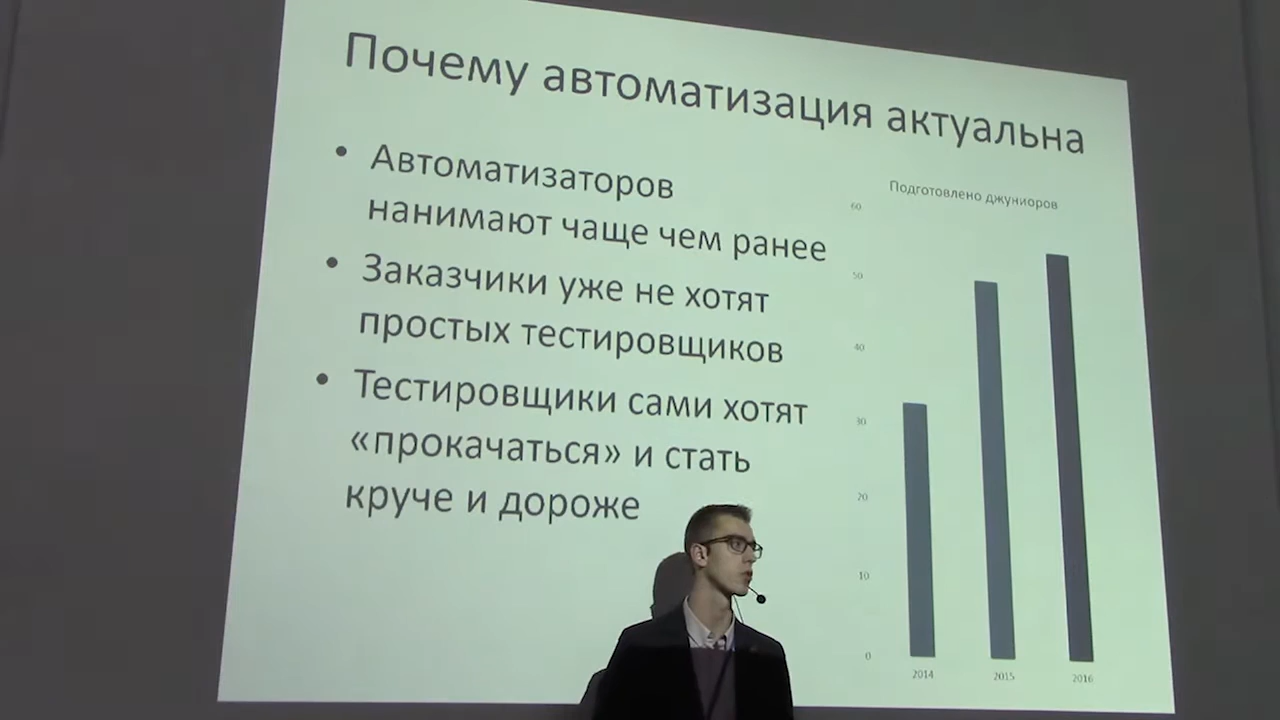 Почему автоматизация актуальна
• Автоматизаторов
нанимают чаще чем ранее
• Заказчики уже не хотят
простых тестировщиков
• Тестировщики сами хотят
«прокачаться» и стать
круче и дороже
Подготовлено джуниоров
60
50
40
30
20
10
0
2014 2015 2016